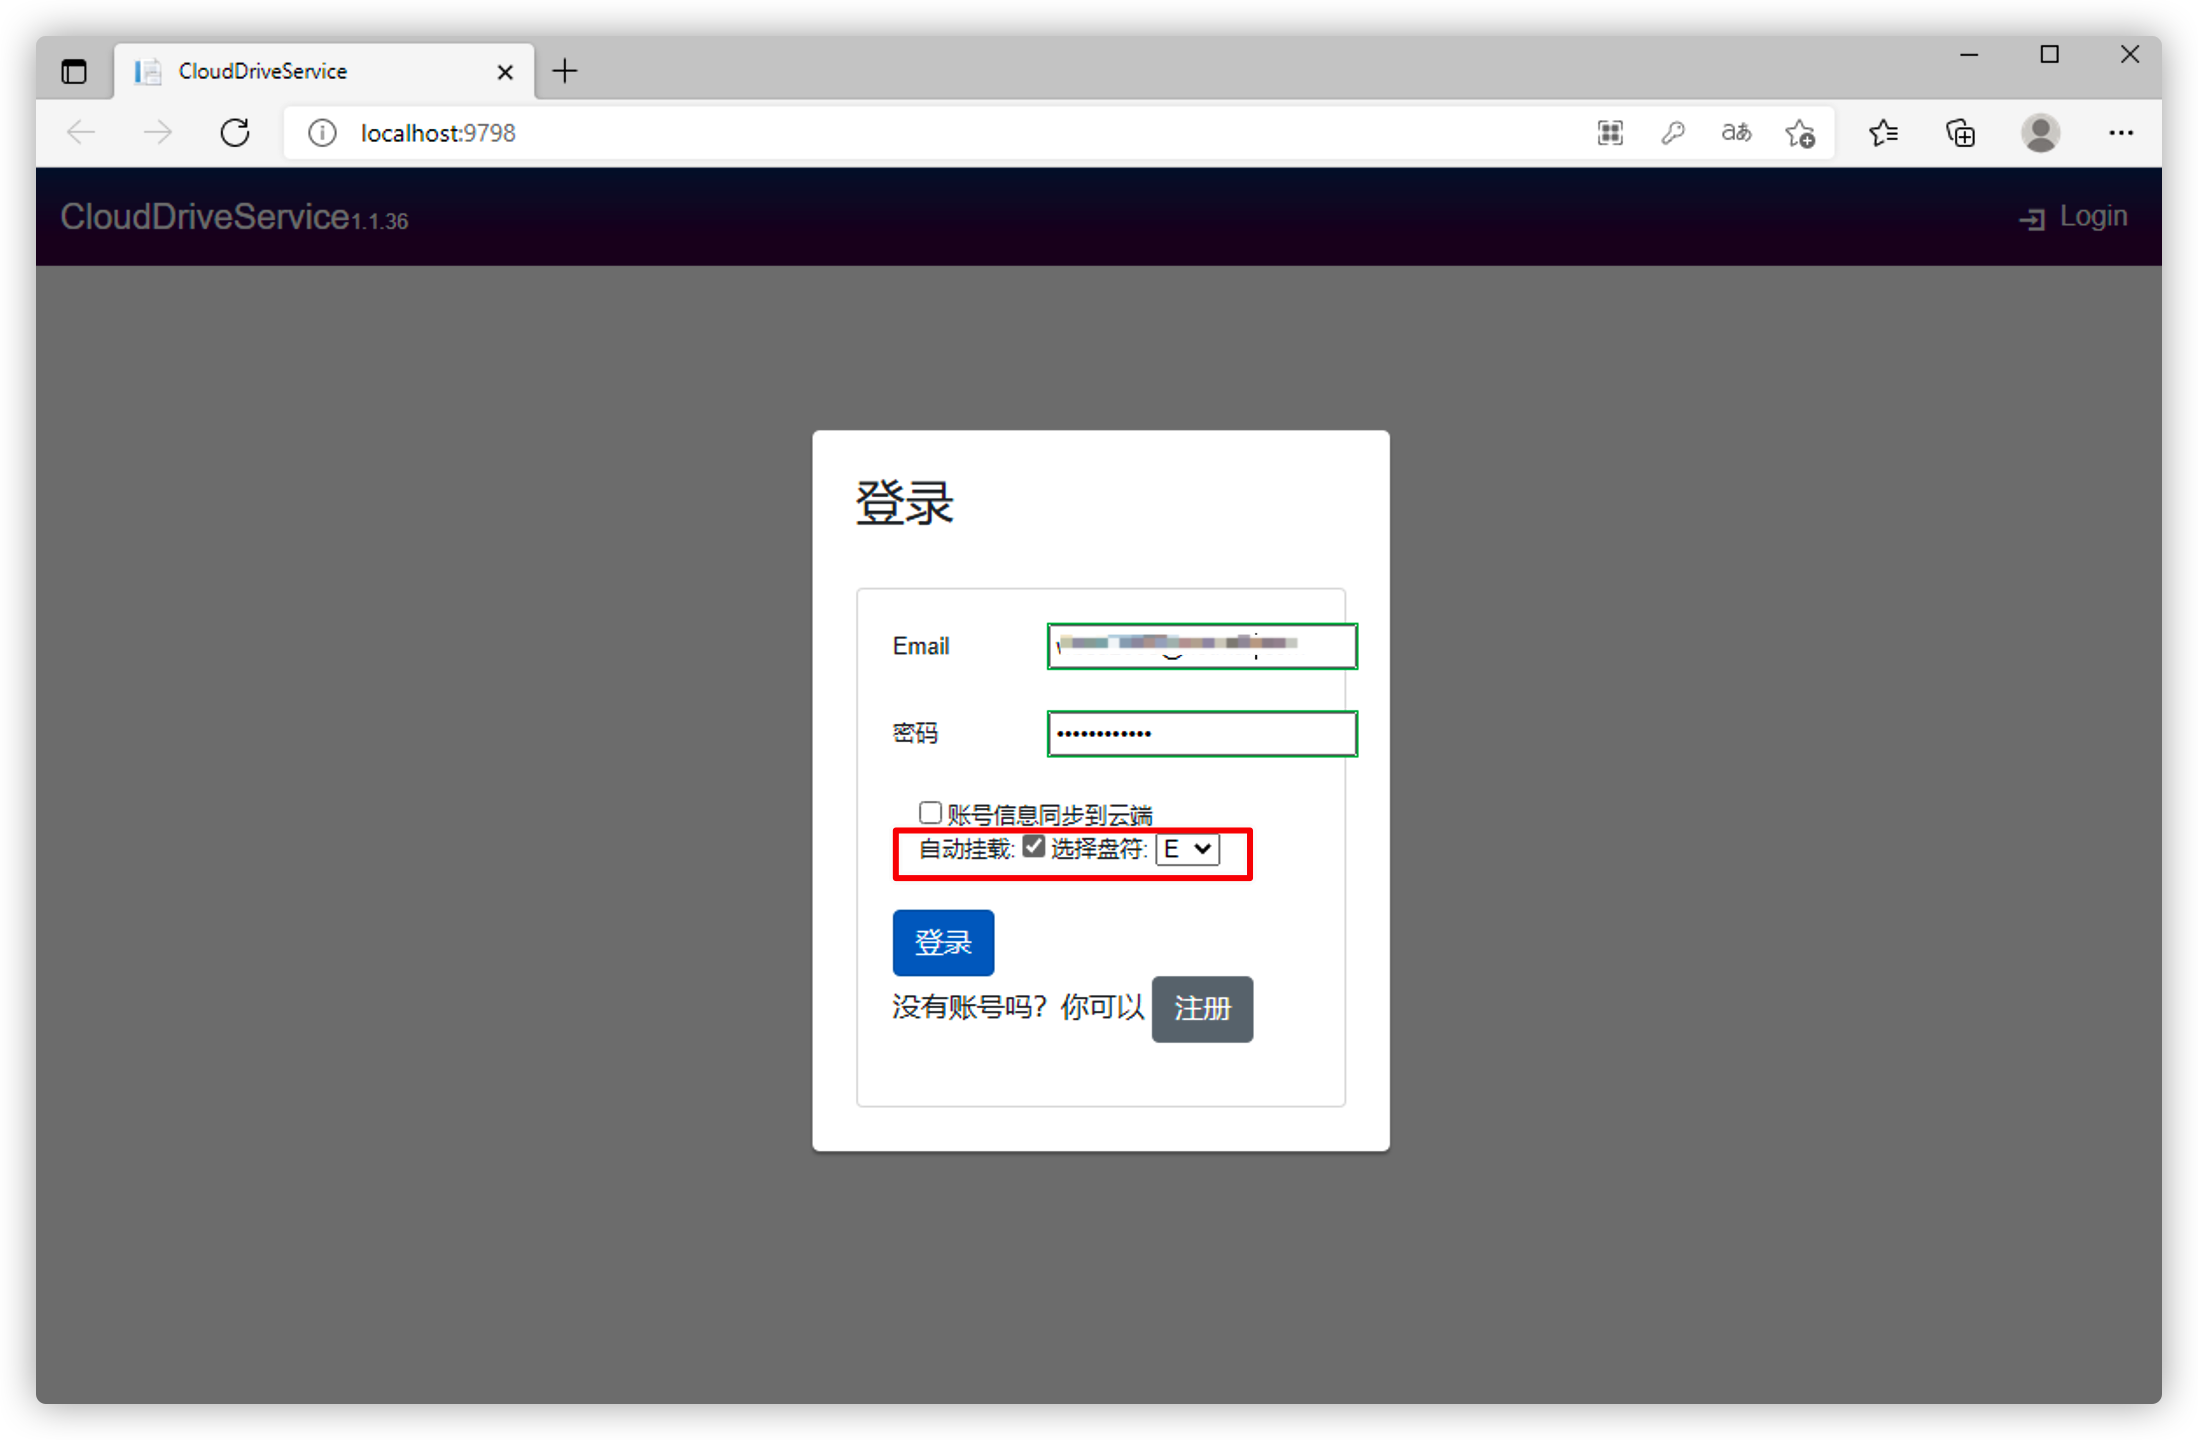 CloudDriveService
localhost:9798
aあ
CloudDriveService1.1.36
Login
登录
Email
密码
账号信息同步到云端
自动挂载: 选择盘符: E
登录
没有账号吗？你可以 注册